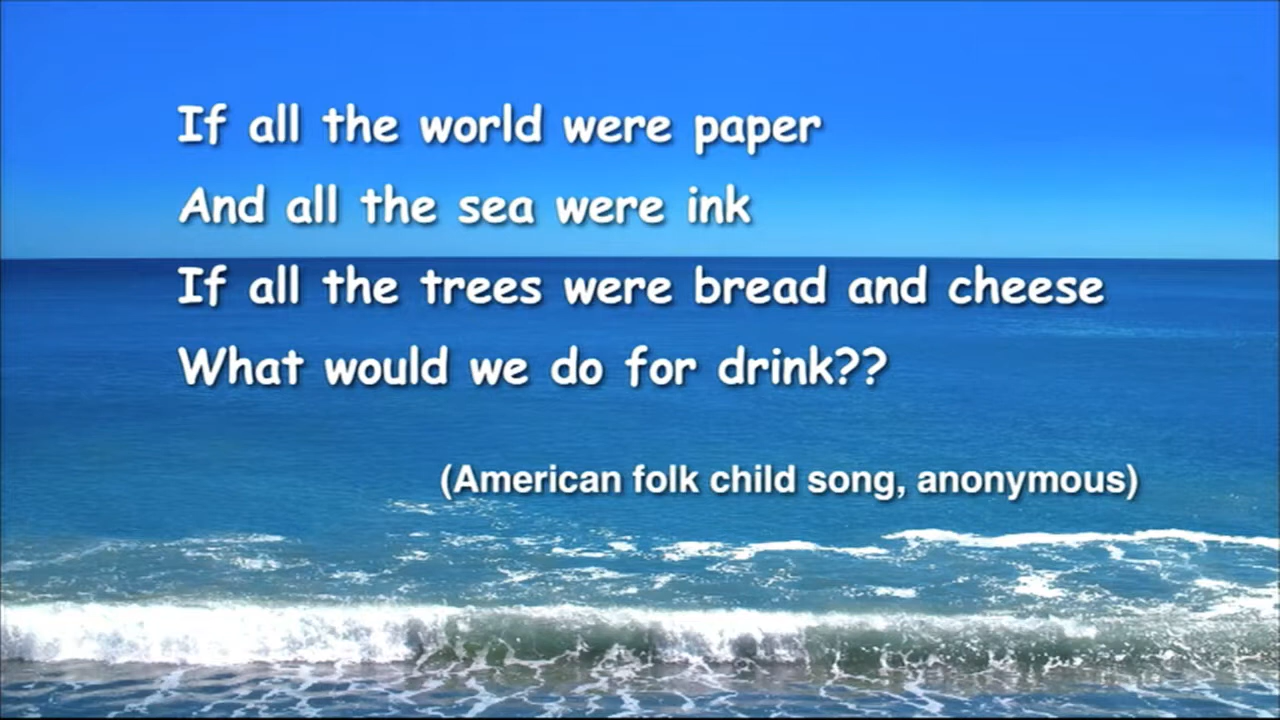 If all the world were paper
And all the sea were ink
If all the trees were bread and cheese
What would we do for drink??
(American folk child song, anonymous)